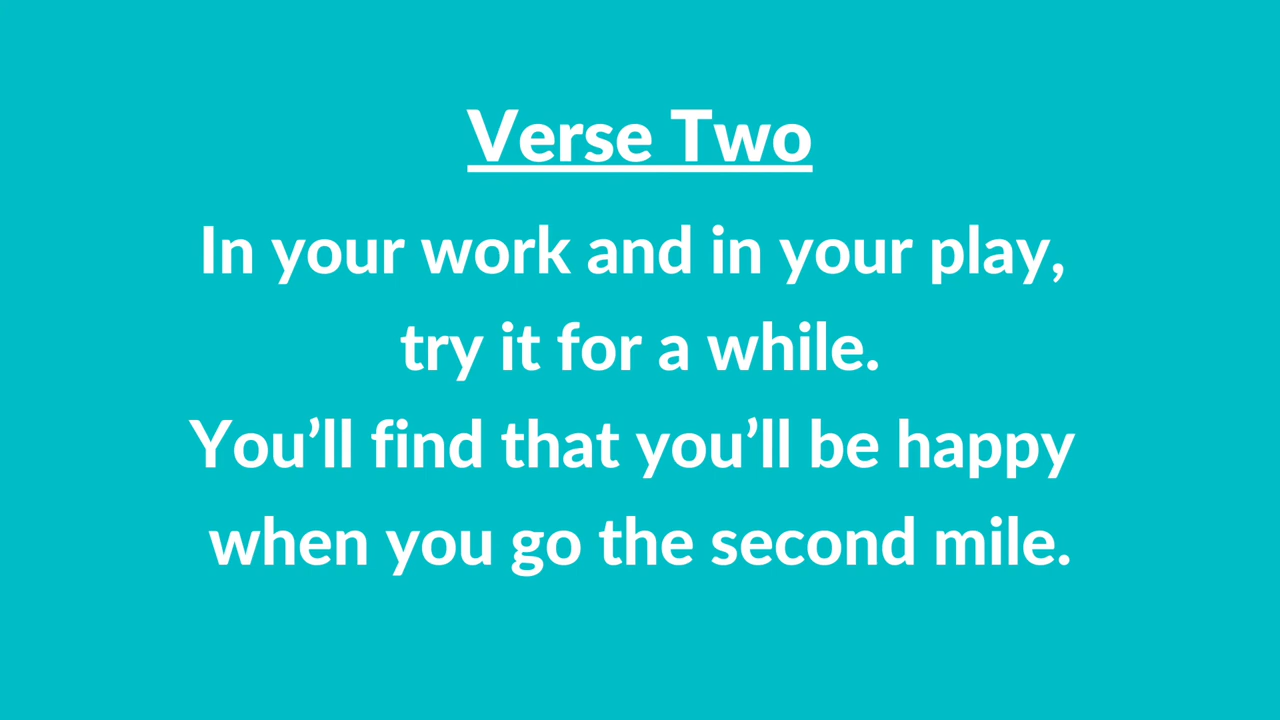 Verse Two
In your work and in your play,
try it for a while.
You’ll find that you’ll be happy
when you go the second mile.